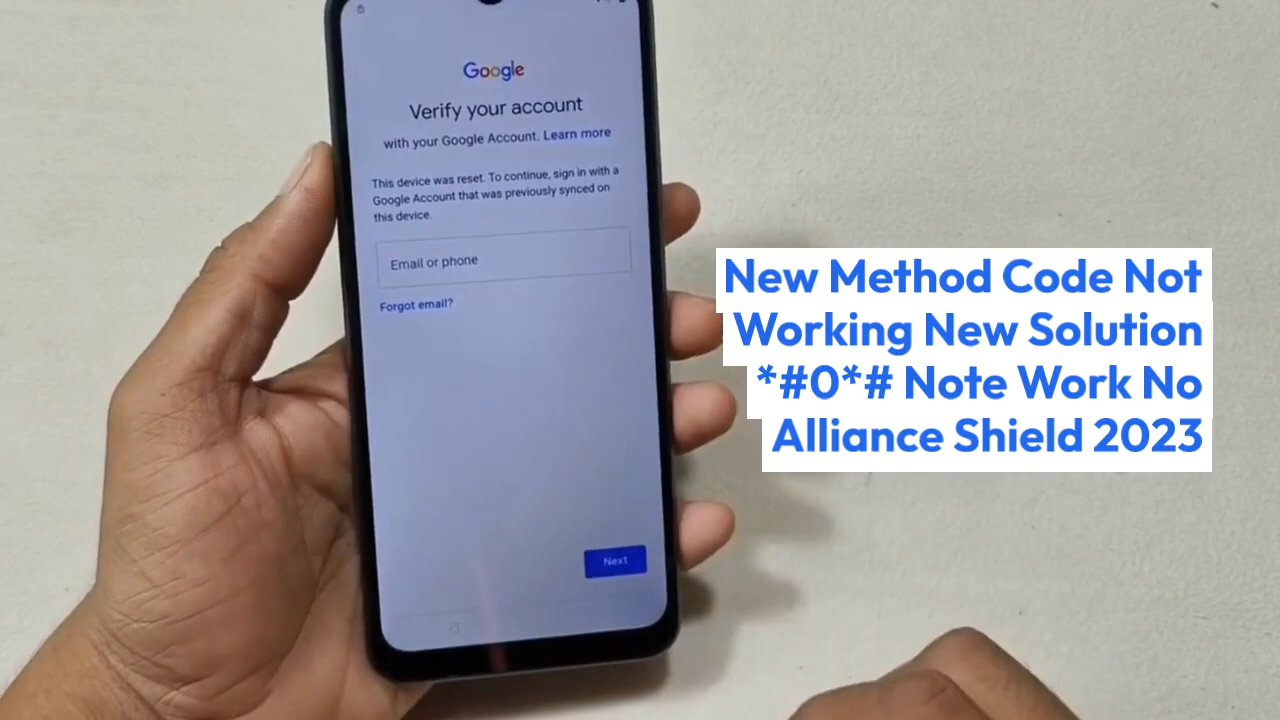 Google
Verify your account
with your Google Account. Learn more
This device was reset. To continue, sign in with a
Google Account that was previously synced on
this device.
Email or phone
Forgot email?
Next
New Method Code Not
Working New Solution
*#0*# Note Work No
Alliance Shield 2023